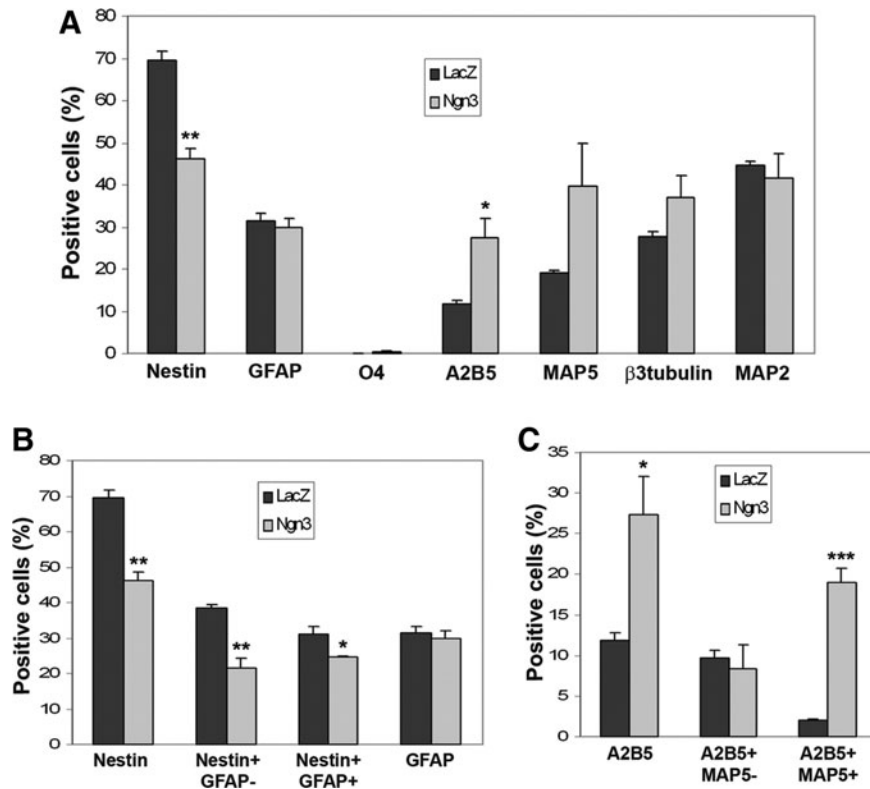 A
80
70
60
50
40
30
20
10
0
Positive cells (%)
LacZ
Ngn3
**
*
Nestin GFAP O4 A2B5 MAP5 β3tubulin MAP2
B
80
70
60
50
40
30
20
10
0
Positive cells (%)
LacZ
Ngn3
**
**
*
Nestin Nestin+ Nestin+ GFAP
GFAP- GFAP+
C
35
30
25
20
15
10
5
0
Positive cells (%)
LacZ
Ngn3
*
***
A2B5 A2B5+ A2B5+
MAP5- MAP5+